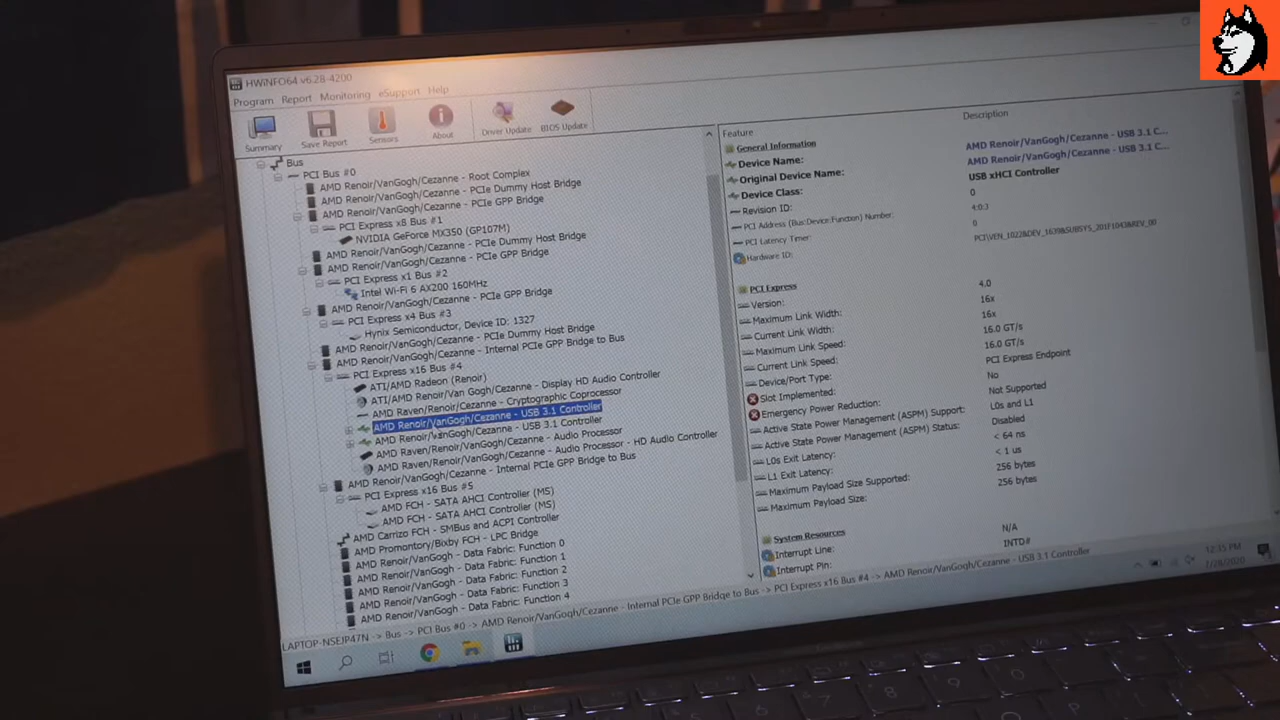 HWiNFO64 v6.28-4200
Program Report Monitoring eSupport Help
Summary Save Report Sensors About Driver Update BIOS Update
Bus
PCI Bus #0
AMD Renoir/VanGogh/Cezanne - Root Complex
AMD Renoir/VanGogh/Cezanne - PCIe Dummy Host Bridge
AMD Renoir/VanGogh/Cezanne - PCIe GPP Bridge
PCI Express x8 Bus #1
NVIDIA GeForce MX350 (GP107M)
AMD Renoir/VanGogh/Cezanne - PCIe Dummy Host Bridge
AMD Renoir/VanGogh/Cezanne - PCIe GPP Bridge
PCI Express x1 Bus #2
Intel Wi-Fi 6 AX200 160MHz
AMD Renoir/VanGogh/Cezanne - PCIe GPP Bridge
PCI Express x4 Bus #3
Hynix Semiconductor, Device ID: 1327
AMD Renoir/VanGogh/Cezanne - PCIe Dummy Host Bridge
AMD Renoir/VanGogh/Cezanne - Internal PCIe GPP Bridge to Bus
PCI Express x16 Bus #4
ATI/AMD Radeon (Renoir)
ATI/AMD Renoir/Van Gogh/Cezanne - Display HD Audio Controller
AMD Raven/Renoir/Cezanne - Cryptographic Coprocessor
AMD Renoir/VanGogh/Cezanne - USB 3.1 Controller
AMD Renoir/VanGogh/Cezanne - USB 3.1 Controller
AMD Raven/Renoir/VanGogh/Cezanne - Audio Processor
AMD Raven/Renoir/VanGogh/Cezanne - Audio Processor - HD Audio Controller
AMD Renoir/VanGogh/Cezanne - Internal PCIe GPP Bridge to Bus
PCI Express x16 Bus #5
AMD FCH - SATA AHCI Controller (MS)
AMD FCH - SATA AHCI Controller (MS)
AMD Carrizo FCH - SMBus and ACPI Controller
AMD Promontory/Bixby FCH - LPC Bridge
AMD Renoir/VanGogh - Data Fabric: Function 0
AMD Renoir/VanGogh - Data Fabric: Function 1
AMD Renoir/VanGogh - Data Fabric: Function 2
AMD Renoir/VanGogh - Data Fabric: Function 3
AMD Renoir/VanGogh - Data Fabric: Function 4
Feature Description
General Information
Device Name: AMD Renoir/VanGogh/Cezanne - USB 3.1 C...
Original Device Name: AMD Renoir/VanGogh/Cezanne - USB 3.1 C...
Device Class: USB xHCI Controller
Revision ID: 0
PCI Address (Bus:Device:Function) Number: 4:0:3
PCI Latency Timer: 0
Hardware ID: PCI\VEN_1022&DEV_1639&SUBSYS_201F1043&REV_00
PCI Express
Version: 4.0
Maximum Link Width: 16x
Current Link Width: 16x
Maximum Link Speed: 16.0 GT/s
Current Link Speed: 16.0 GT/s
Device/Port Type: PCI Express Endpoint
Slot Implemented: No
Emergency Power Reduction: Not Supported
Active State Power Management (ASPM) Support: L0s and L1
Active State Power Management (ASPM) Status: Disabled
L0s Exit Latency: < 64 ns
L1 Exit Latency: < 1 us
Maximum Payload Size Supported: 256 bytes
Maximum Payload Size: 256 bytes
System Resources
Interrupt Line: N/A
Interrupt Pin: INTD#
LAPTOP-NSEJP47N -> Bus -> PCI Bus #0 -> AMD Renoir/VanGogh/Cezanne - Internal PCIe GPP Bridge to Bus -> PCI Express x16 Bus #4 -> AMD Renoir/VanGogh/Cezanne - USB 3.1 Controller
12:35 PM
7/28/2020